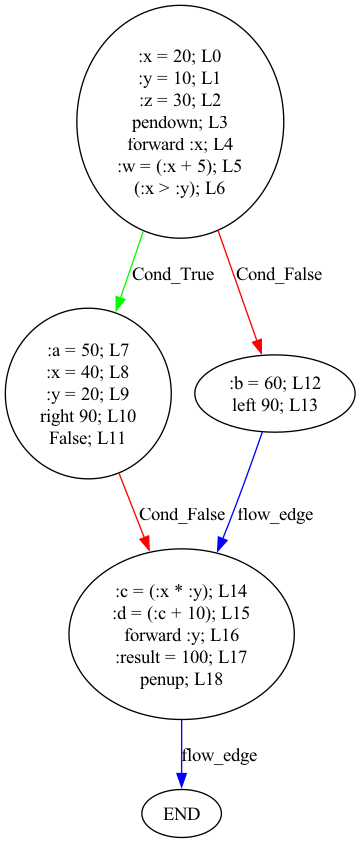 :x = 20; L0
:y = 10; L1
:z = 30; L2
pendown; L3
forward :x; L4
:w = (:x + 5); L5
(:x > :y); L6
Cond_True
Cond_False
:a = 50; L7
:x = 40; L8
:y = 20; L9
right 90; L10
False; L11
:b = 60; L12
left 90; L13
Cond_False
flow_edge
:c = (:x * :y); L14
:d = (:c + 10); L15
forward :y; L16
:result = 100; L17
penup; L18
flow_edge
END